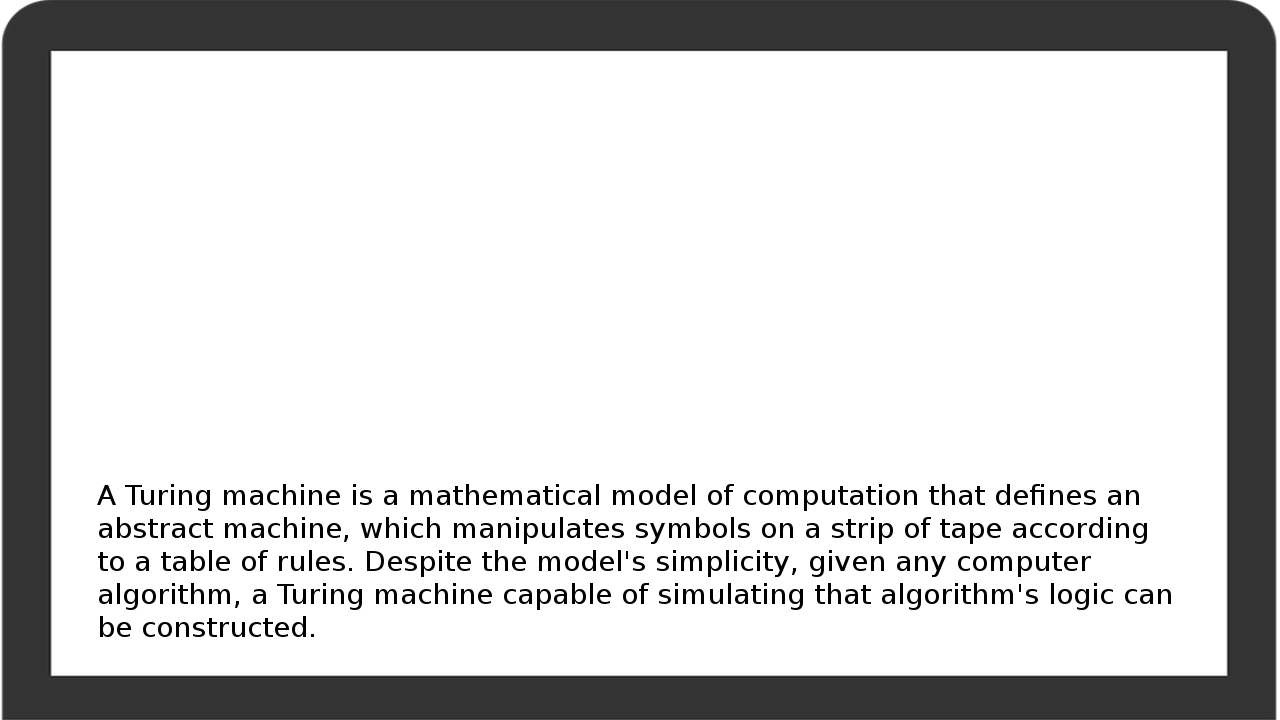 A Turing machine is a mathematical model of computation that defines an
abstract machine, which manipulates symbols on a strip of tape according
to a table of rules. Despite the model's simplicity, given any computer
algorithm, a Turing machine capable of simulating that algorithm's logic can
be constructed.